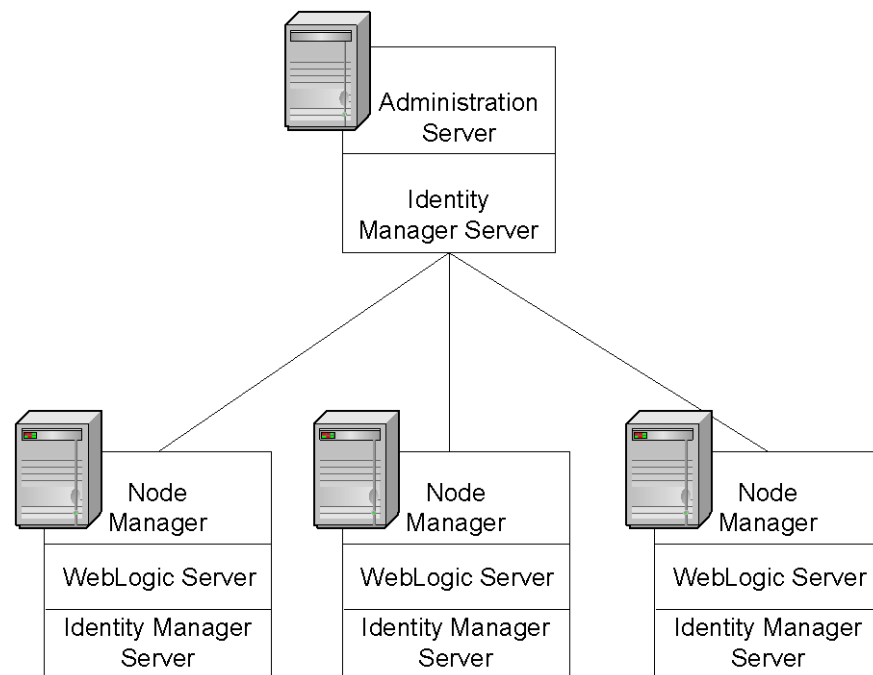 Administration
Server
Identity
Manager Server
Node
Manager
WebLogic Server
Identity Manager
Server
Node
Manager
WebLogic Server
Identity Manager
Server
Node
Manager
WebLogic Server
Identity Manager
Server